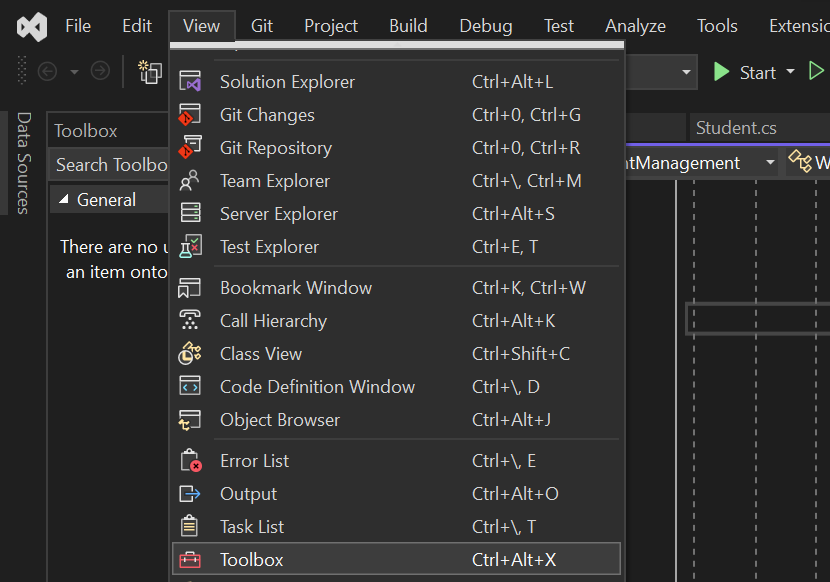 File Edit View Git Project Build Debug Test Analyze Tools Extensio
Start
Data Sources
Toolbox
Search Toolbo
General
There are no u
an item onto
Solution Explorer Ctrl+Alt+L
Git Changes Ctrl+0, Ctrl+G
Git Repository Ctrl+0, Ctrl+R
Team Explorer Ctrl+\, Ctrl+M
Server Explorer Ctrl+Alt+S
Test Explorer Ctrl+E, T
Bookmark Window Ctrl+K, Ctrl+W
Call Hierarchy Ctrl+Alt+K
Class View Ctrl+Shift+C
Code Definition Window Ctrl+\, D
Object Browser Ctrl+Alt+J
Error List Ctrl+\, E
Output Ctrl+Alt+O
Task List Ctrl+\, T
Toolbox Ctrl+Alt+X
Student.cs
ntManagement W